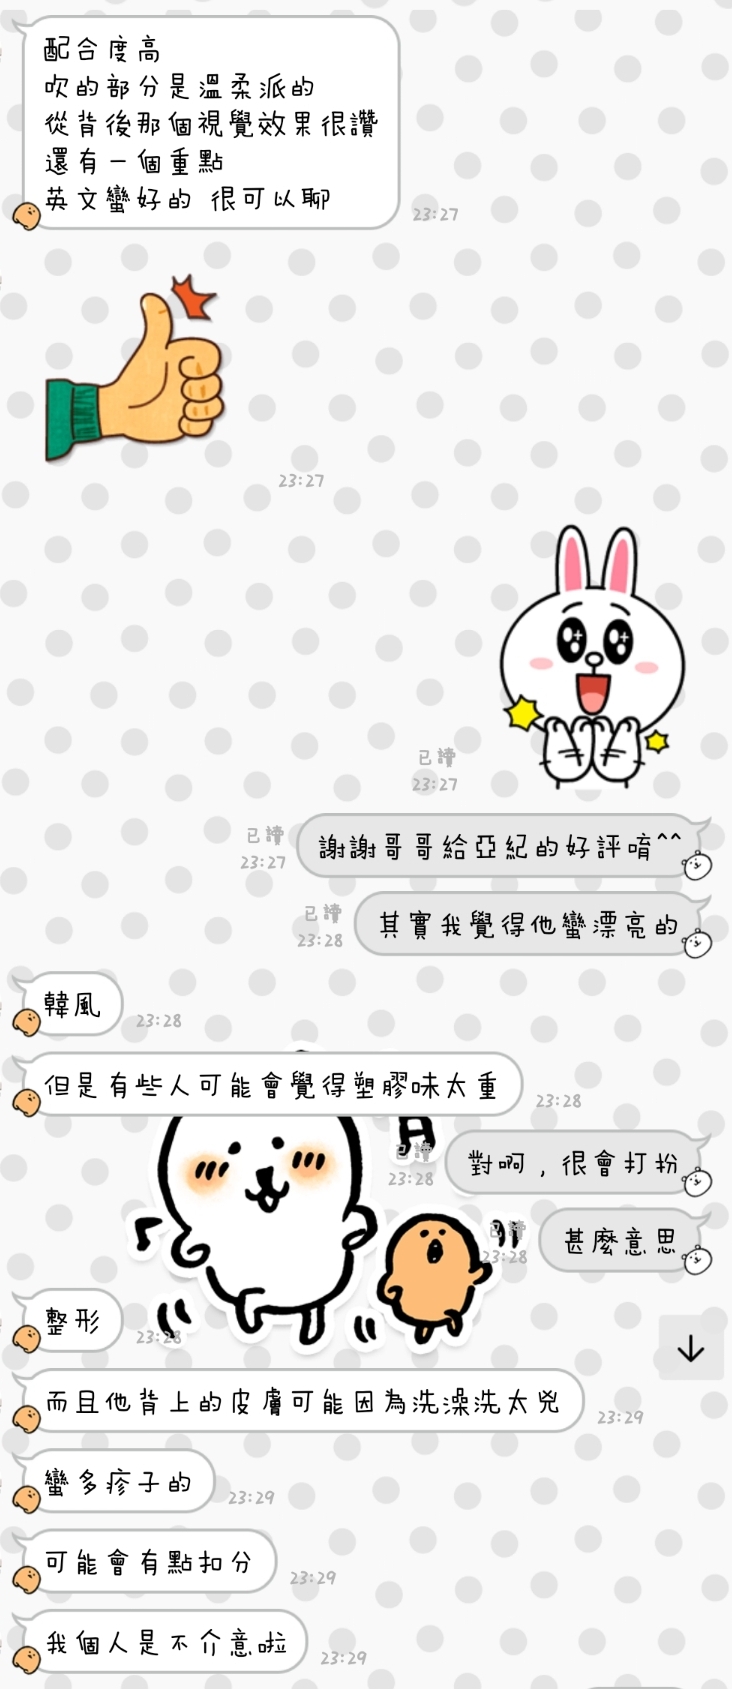 配合度高
吹的部分是溫柔派的
從背後那個視覺效果很讚
還有一個重點
英文蠻好的 很可以聊
23:27
23:27
已讀
23:27
已讀
23:27
謝謝哥哥給亞紀的好評唷^^
已讀
23:28
其實我覺得他蠻漂亮的
韓風
23:28
但是有些人可能會覺得塑膠味太重
23:28
已讀
23:28
對啊，很會打扮
已讀
23:28
甚麼意思
整形
23:28
而且他背上的皮膚可能因為洗澡洗太兇
23:29
蠻多疹子的
23:29
可能會有點扣分
23:29
我個人是不介意啦
23:29